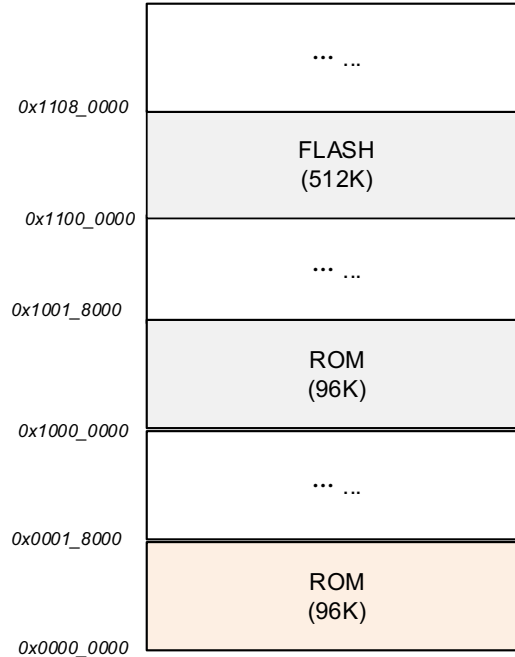 ... ...
0x1108_0000
FLASH
(512K)
0x1100_0000
... ...
0x1001_8000
ROM
(96K)
0x1000_0000
... ...
0x0001_8000
ROM
(96K)
0x0000_0000